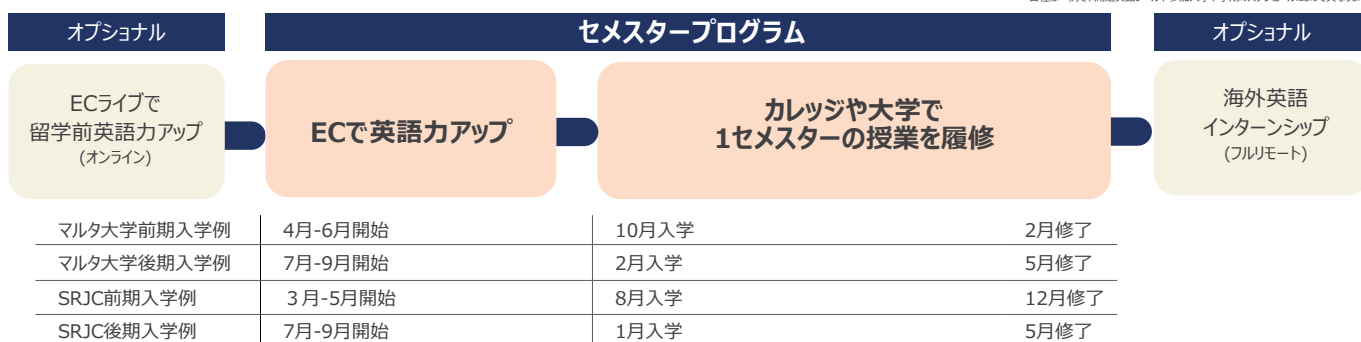 オプショナル
セメスタープログラム
オプショナル
ECライブで
留学前英語力アップ
(オンライン)
ECで英語力アップ
カレッジや大学で
1セメスターの授業を履修
海外英語
インターンシップ
(フルリモート)
マルタ大学前期入学例 4月-6月開始 10月入学 2月修了
マルタ大学後期入学例 7月-9月開始 2月入学 5月修了
SRJC前期入学例 3月-5月開始 8月入学 12月修了
SRJC後期入学例 7月-9月開始 1月入学 5月修了